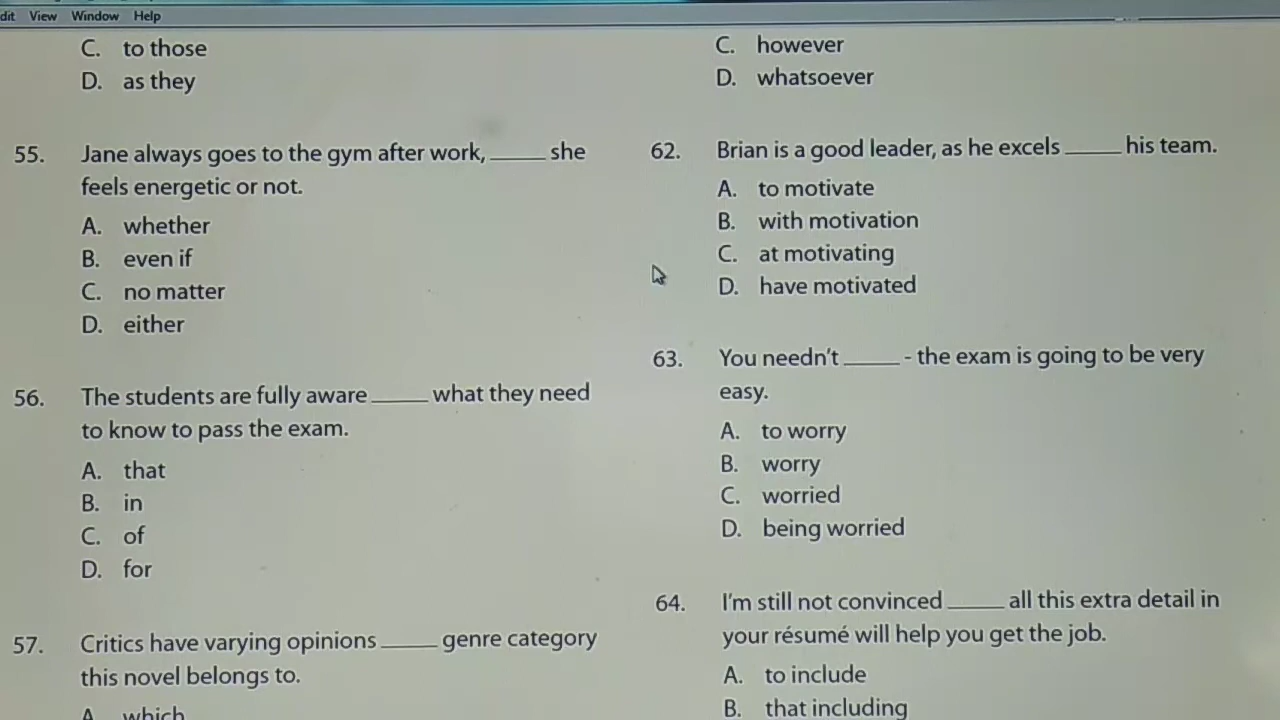 dit View Window Help
C. to those
D. as they
55. Jane always goes to the gym after work, _____ she
feels energetic or not.
A. whether
B. even if
C. no matter
D. either
56. The students are fully aware _____ what they need
to know to pass the exam.
A. that
B. in
C. of
D. for
57. Critics have varying opinions _____ genre category
this novel belongs to.
A. which
C. however
D. whatsoever
62. Brian is a good leader, as he excels _____ his team.
A. to motivate
B. with motivation
C. at motivating
D. have motivated
63. You needn't _____ - the exam is going to be very
easy.
A. to worry
B. worry
C. worried
D. being worried
64. I'm still not convinced _____ all this extra detail in
your résumé will help you get the job.
A. to include
B. that including